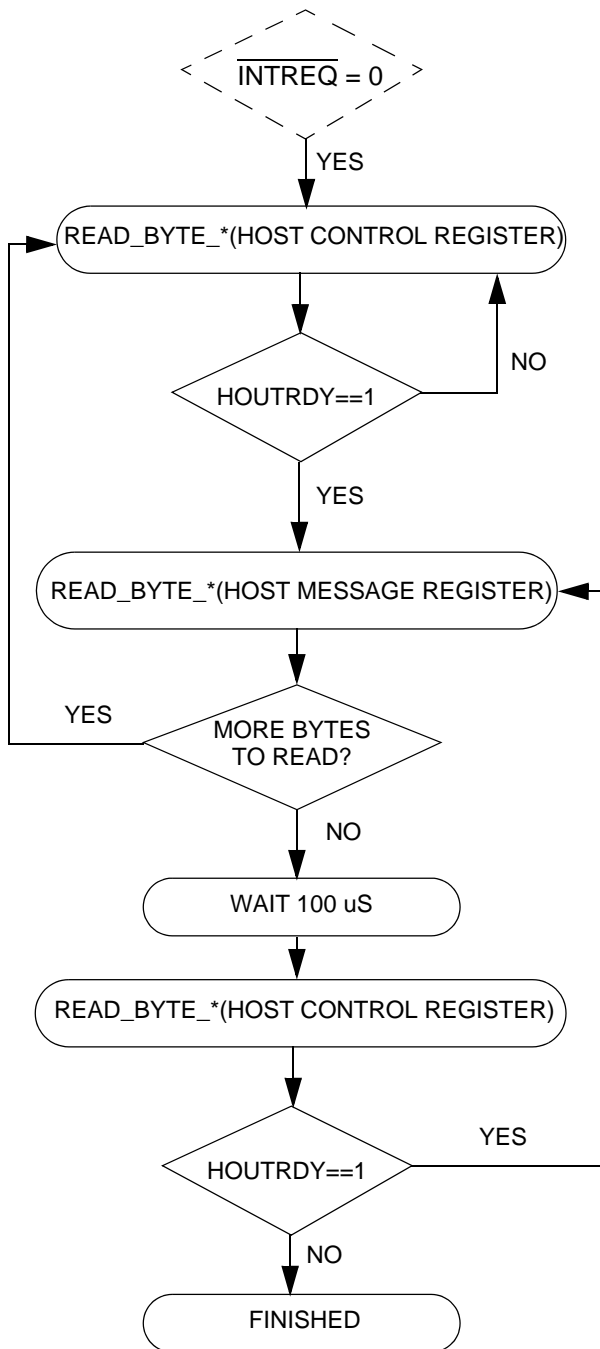 INTREQ = 0
YES
READ_BYTE_*(HOST CONTROL REGISTER)
NO
HOUTRDY==1
YES
READ_BYTE_*(HOST MESSAGE REGISTER)
YES
MORE BYTES
TO READ?
NO
WAIT 100 uS
READ_BYTE_*(HOST CONTROL REGISTER)
YES
HOUTRDY==1
NO
FINISHED